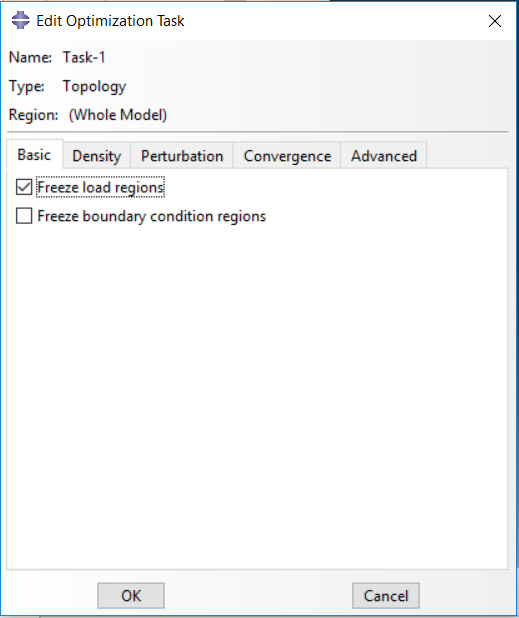 Edit Optimization Task
Name: Task-1
Type: Topology
Region: (Whole Model)
Basic Density Perturbation Convergence Advanced
Freeze load regions
Freeze boundary condition regions
OK Cancel